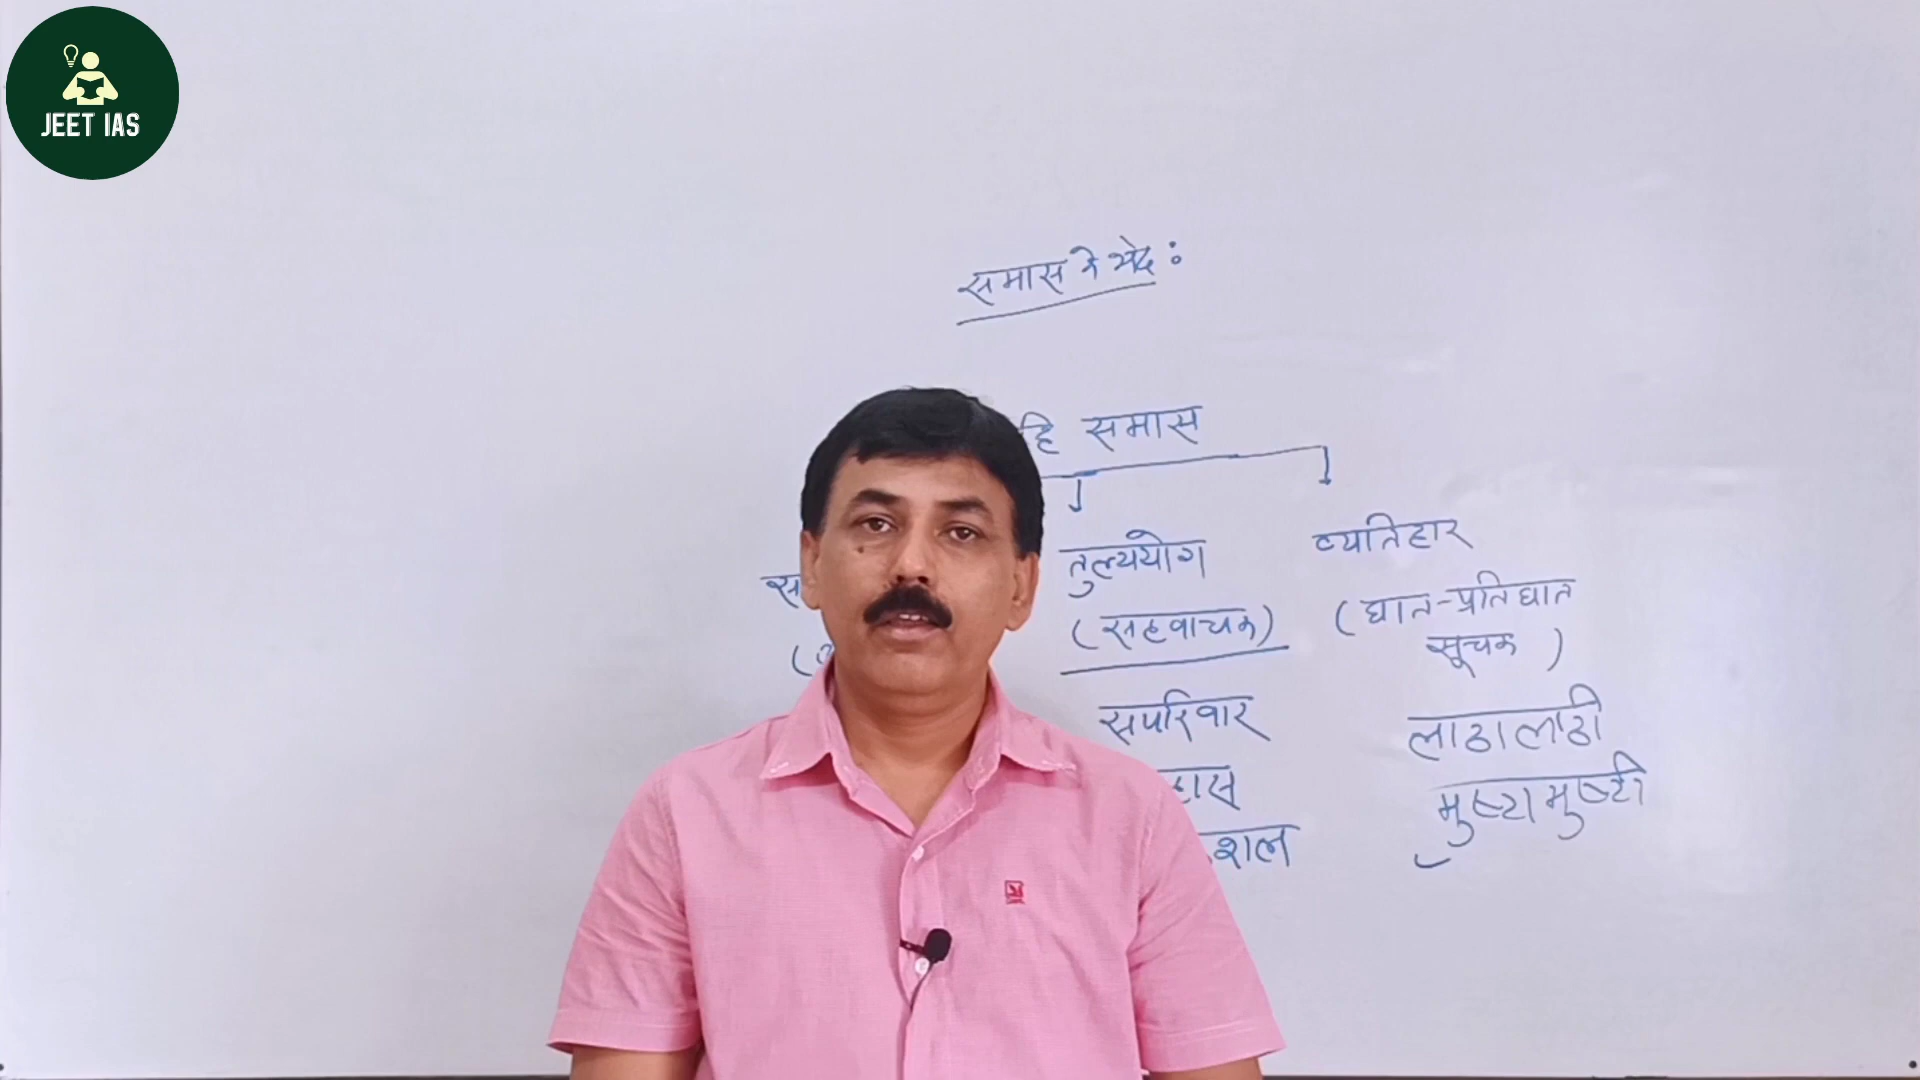 JEET IAS
समास के भेद :
हि समास
तुल्ययोग
व्यतिहार
(सहवाचक)
(घात-प्रतिघात
सूचक)
सपरिवार
लाठालाठी
मुष्टामुष्टी